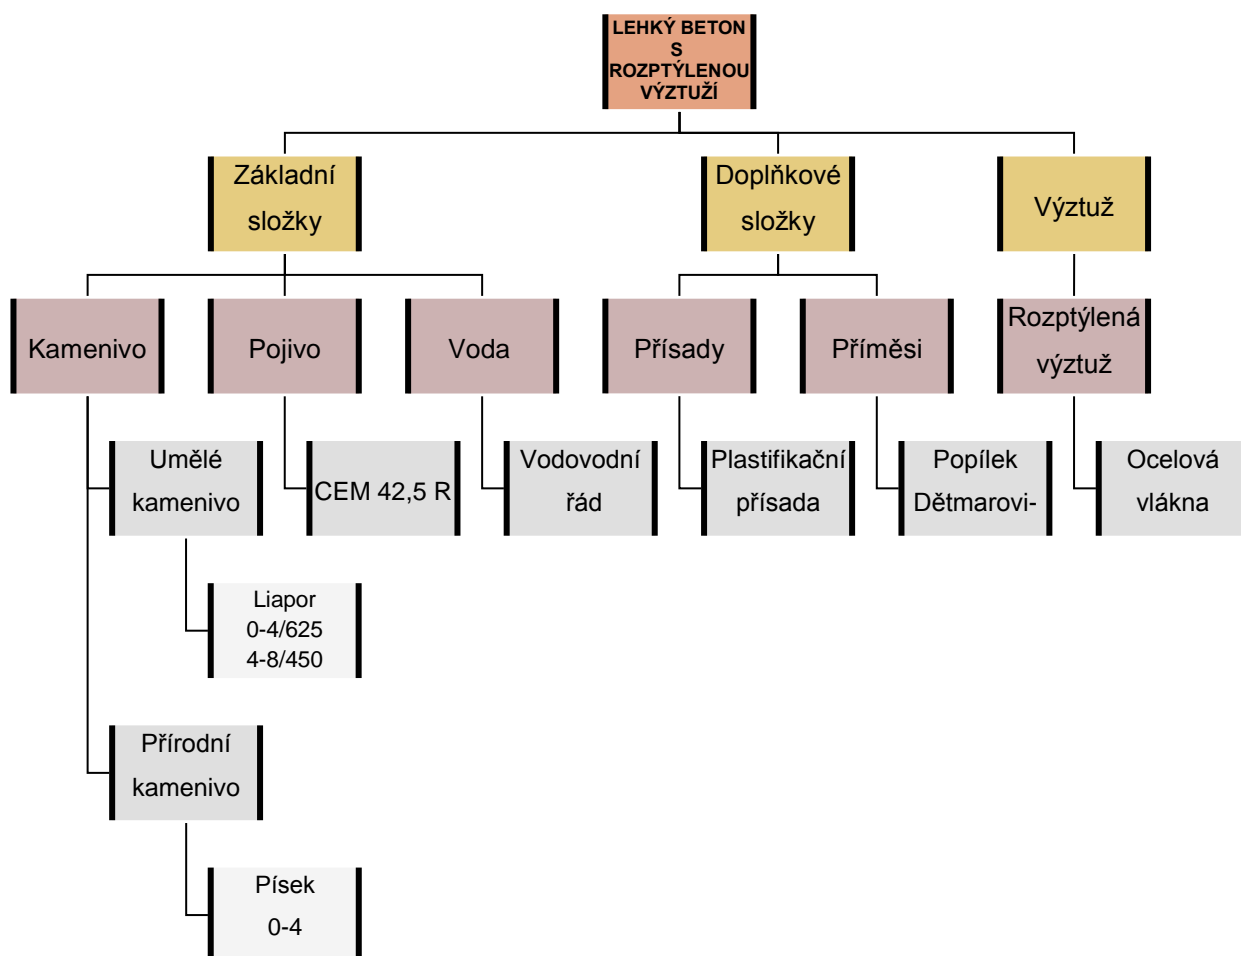 LEHKÝ BETON
S
ROZPTÝLENOU
VÝZTUŽÍ
Základní
složky
Doplňkové
složky
Výztuž
Kamenivo
Pojivo
Voda
Přísady
Příměsi
Rozptýlená
výztuž
Umělé
kamenivo
CEM 42,5 R
Vodovodní
řád
Plastifikační
přísada
Popílek
Dětmarovi-
Ocelová
vlákna
Liapor
0-4/625
4-8/450
Přírodní
kamenivo
Písek
0-4